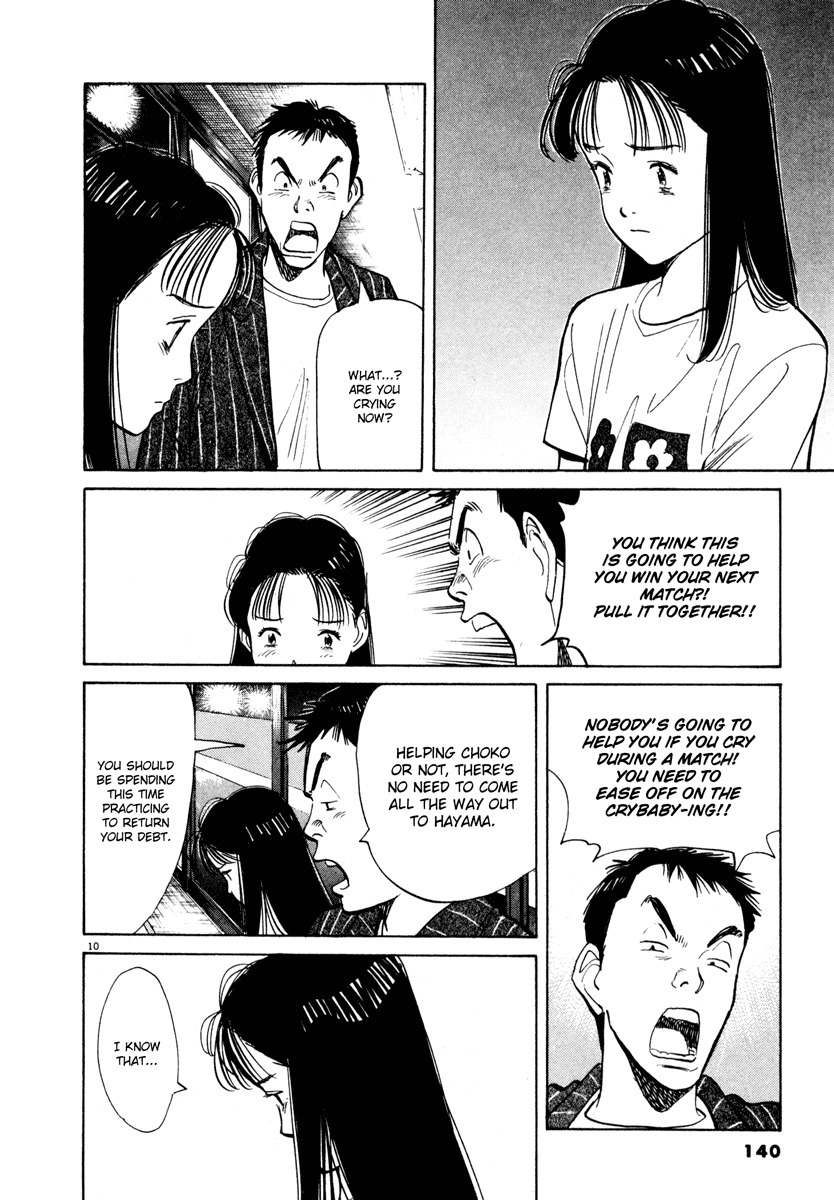 WHAT...?
ARE YOU
CRYING
NOW?
YOU THINK THIS
IS GOING TO HELP
YOU WIN YOUR NEXT
MATCH?!
PULL IT TOGETHER!!
NOBODY'S GOING TO
HELP YOU IF YOU CRY
DURING A MATCH!
YOU NEED TO
EASE OFF ON THE
CRYBABY-ING!!
HELPING CHOKO
OR NOT, THERE'S
NO NEED TO COME
ALL THE WAY OUT
TO HAYAMA.
YOU SHOULD
BE SPENDING
THIS TIME
PRACTICING
TO RETURN
YOUR DEBT.
10
I KNOW
THAT...
140